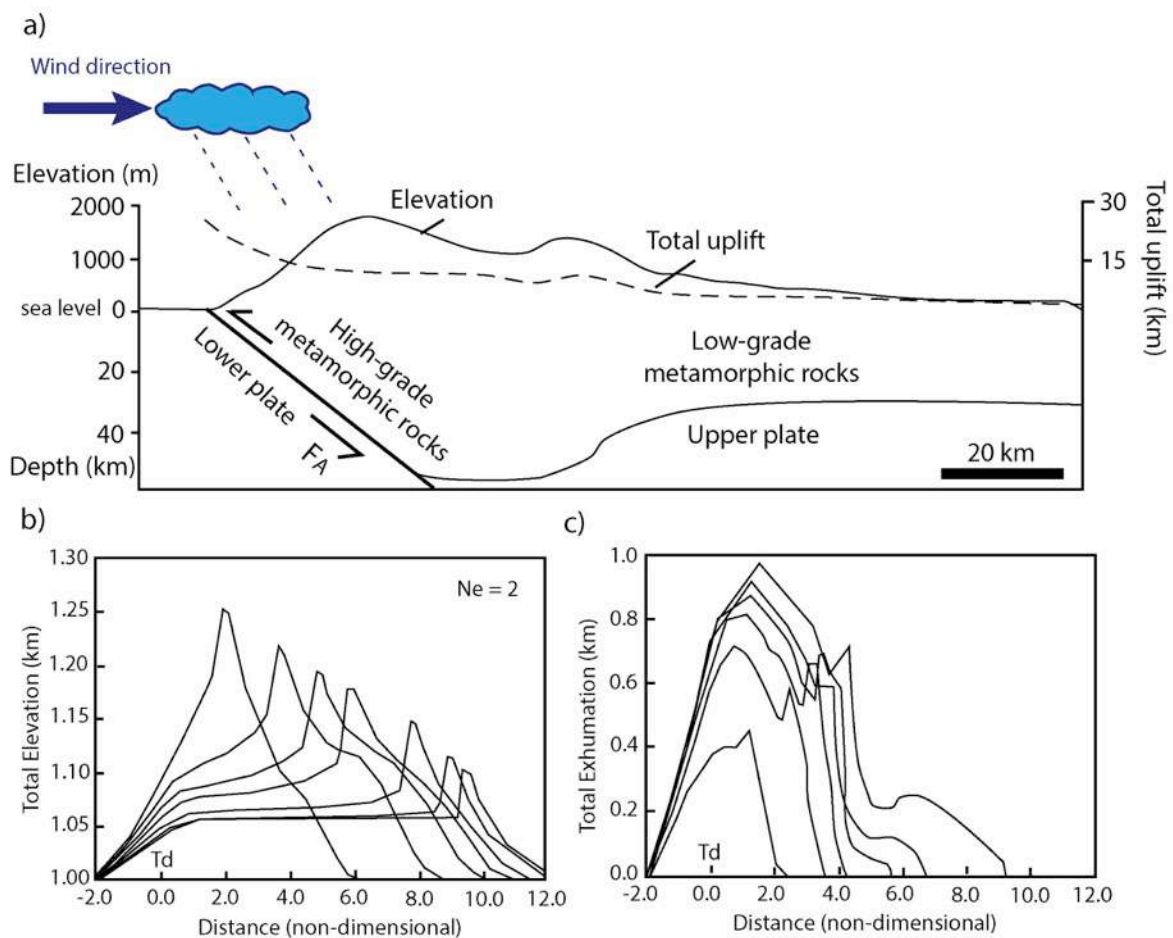 a)
Wind direction
Elevation (m)
2000
1000
sea level 0
20
40
Depth (km)
Elevation
Total uplift
30
15
Total uplift (km)
High-grade
metamorphic rocks
Lower plate
FA
Low-grade
metamorphic rocks
Upper plate
20 km
b)
1.30
1.25
1.20
1.15
1.10
1.05
1.00
Total Elevation (km)
Ne = 2
Td
-2.0 0.0 2.0 4.0 6.0 8.0 10.0 12.0
Distance (non-dimensional)
c)
1.0
0.8
0.6
0.4
0.2
0.0
Total Exhumation (km)
Td
-2.0 0.0 2.0 4.0 6.0 8.0 10.0 12.0
Distance (non-dimensional)